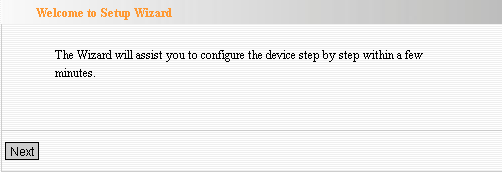 Welcome to Setup Wizard
The Wizard will assist you to configure the device step by step within a few
minutes.
Next